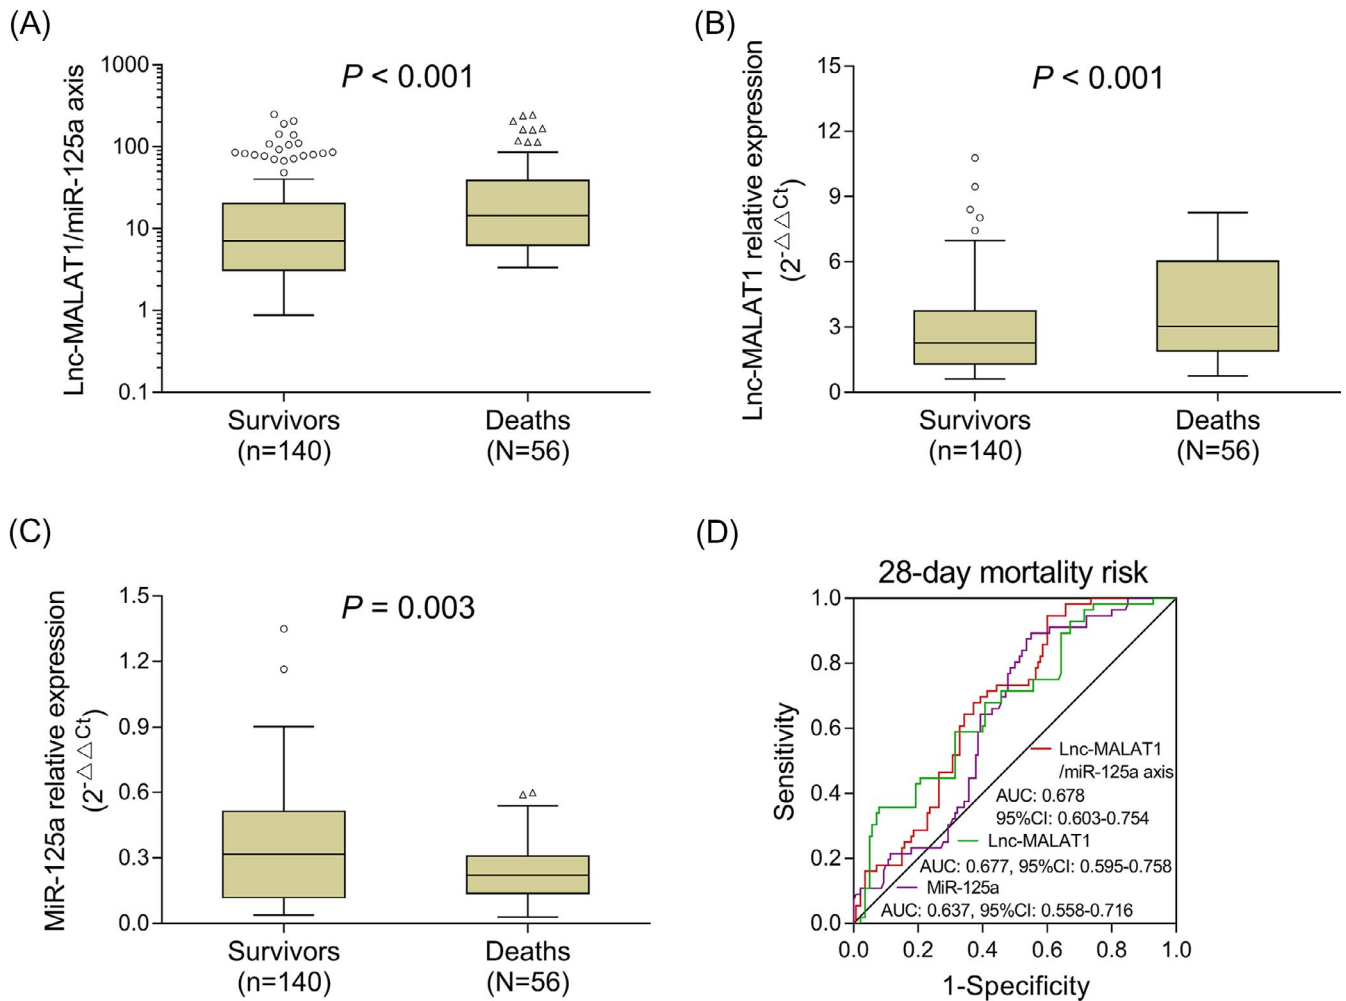 (A)
Lnc-MALAT1/miR-125a axis
P < 0.001
1000
100
10
1
0.1
Survivors
(n=140)
Deaths
(N=56)
(B)
Lnc-MALAT1 relative expression
(2-△△Ct)
P < 0.001
15
12
9
6
3
0
Survivors
(n=140)
Deaths
(N=56)
(C)
MiR-125a relative expression
(2-△△Ct)
P = 0.003
1.5
1.2
0.9
0.6
0.3
0.0
Survivors
(n=140)
Deaths
(N=56)
(D)
28-day mortality risk
Sensitivity
1.0
0.8
0.6
0.4
0.2
0.0
Lnc-MALAT1
/miR-125a axis
AUC: 0.678
95%CI: 0.603-0.754
Lnc-MALAT1
AUC: 0.677, 95%CI: 0.595-0.758
MiR-125a
AUC: 0.637, 95%CI: 0.558-0.716
0.0 0.2 0.4 0.6 0.8 1.0
1-Specificity